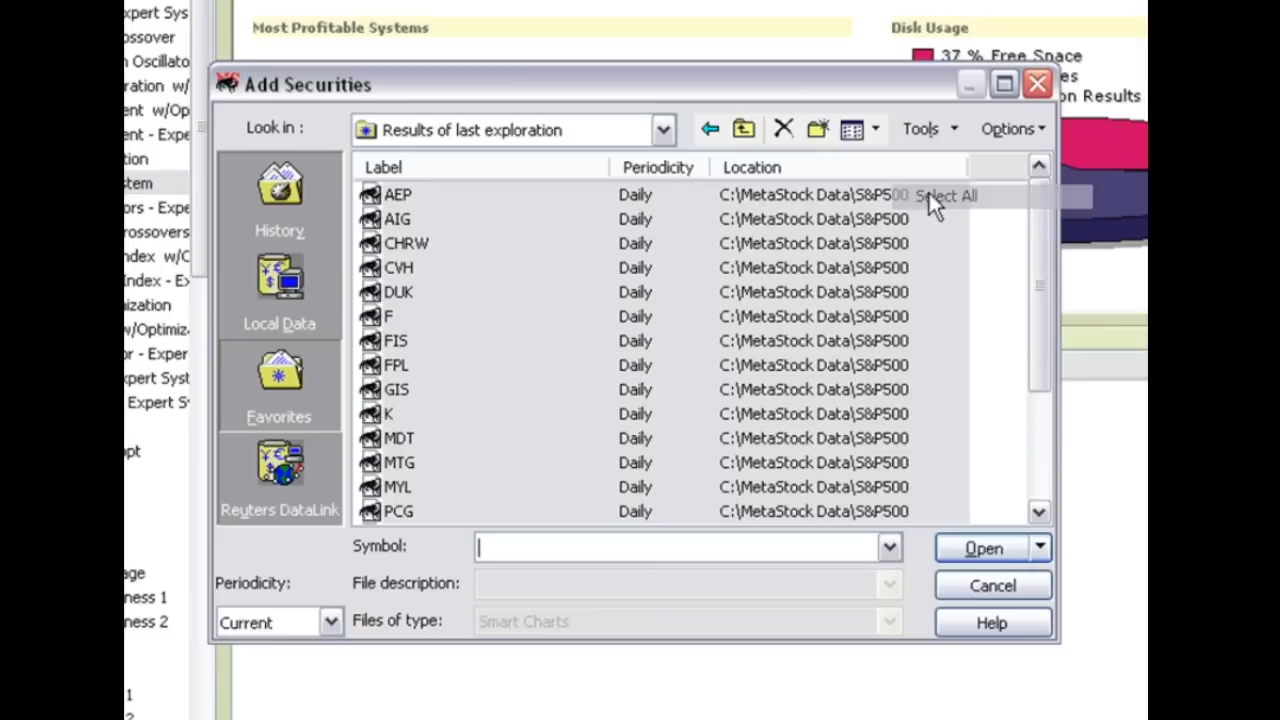 xpert Sys
ossover
n Oscillato
ration w/
ent w/Op
ent - Expe
tion
stem
ors - Expe
rossovers
ndex w/O
Index - Ex
ization
w/Optimiz
or - Exper
xpert Syst
Expert S
pt
age
ness 1
ness 2
1
2
Most Profitable Systems
Disk Usage
37 % Free Space
es
on Results
Add Securities
Look in :
Results of last exploration
Tools
Options
Label Periodicity Location
AEP Daily C:\MetaStock Data\S&P500
Select All
AIG Daily C:\MetaStock Data\S&P500
CHRW Daily C:\MetaStock Data\S&P500
CVH Daily C:\MetaStock Data\S&P500
DUK Daily C:\MetaStock Data\S&P500
F Daily C:\MetaStock Data\S&P500
FIS Daily C:\MetaStock Data\S&P500
FPL Daily C:\MetaStock Data\S&P500
GIS Daily C:\MetaStock Data\S&P500
K Daily C:\MetaStock Data\S&P500
MDT Daily C:\MetaStock Data\S&P500
MTG Daily C:\MetaStock Data\S&P500
MYL Daily C:\MetaStock Data\S&P500
PCG Daily C:\MetaStock Data\S&P500
History
Local Data
Favorites
Reuters DataLink
Periodicity:
Current
Symbol:
File description:
Files of type:
Smart Charts
Open
Cancel
Help